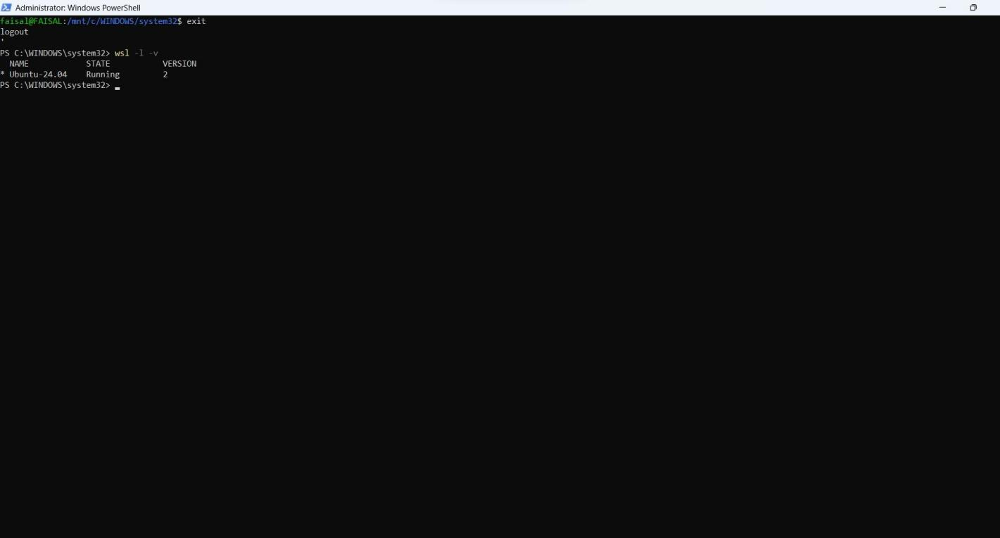 Administrator: Windows PowerShell
faisal@FAISAL:/mnt/c/WINDOWS/system32$ exit
logout
'
PS C:\WINDOWS\system32> wsl -l -v
  NAME            STATE           VERSION
* Ubuntu-24.04    Running         2
PS C:\WINDOWS\system32>